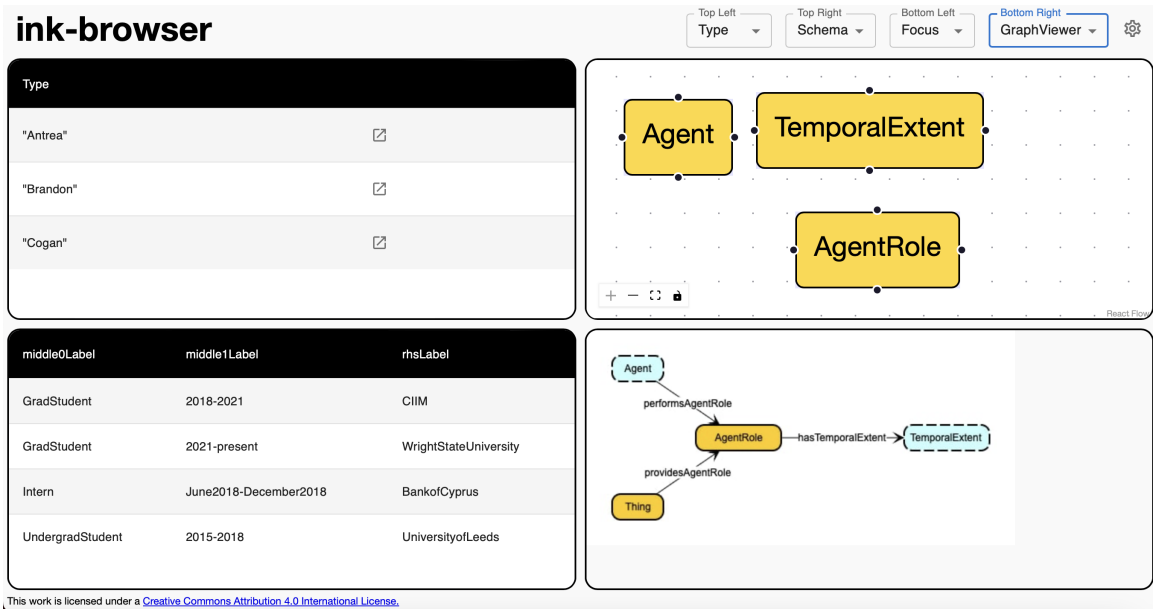 ink-browser
Top Left
Type
Top Right
Schema
Bottom Left
Focus
Bottom Right
GraphViewer
Type
"Antrea"
"Brandon"
"Cogan"
Agent
TemporalExtent
AgentRole
React Flow
middle0Label middle1Label rhsLabel
GradStudent 2018-2021 CIIM
GradStudent 2021-present WrightStateUniversity
Intern June2018-December2018 BankofCyprus
UndergradStudent 2015-2018 UniversityofLeeds
Agent
performsAgentRole
AgentRole hasTemporalExtent TemporalExtent
providesAgentRole
Thing
This work is licensed under a Creative Commons Attribution 4.0 International License.